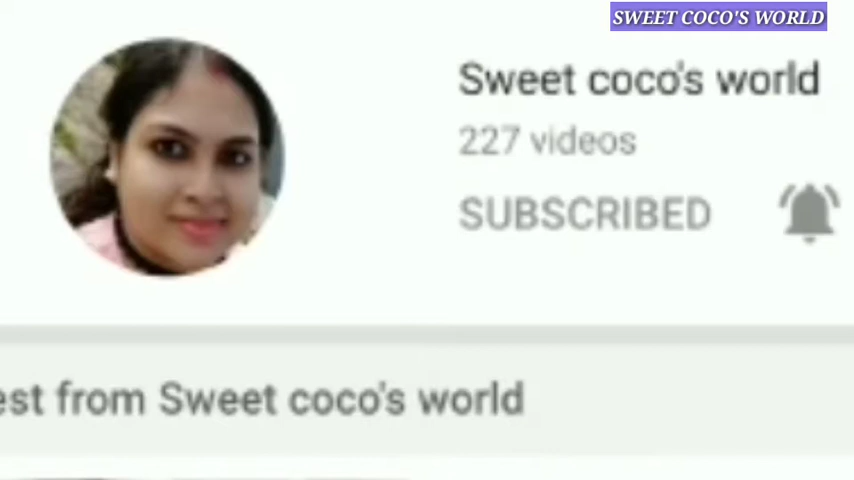 SWEET COCO'S WORLD
Sweet coco's world
227 videos
SUBSCRIBED
est from Sweet coco's world